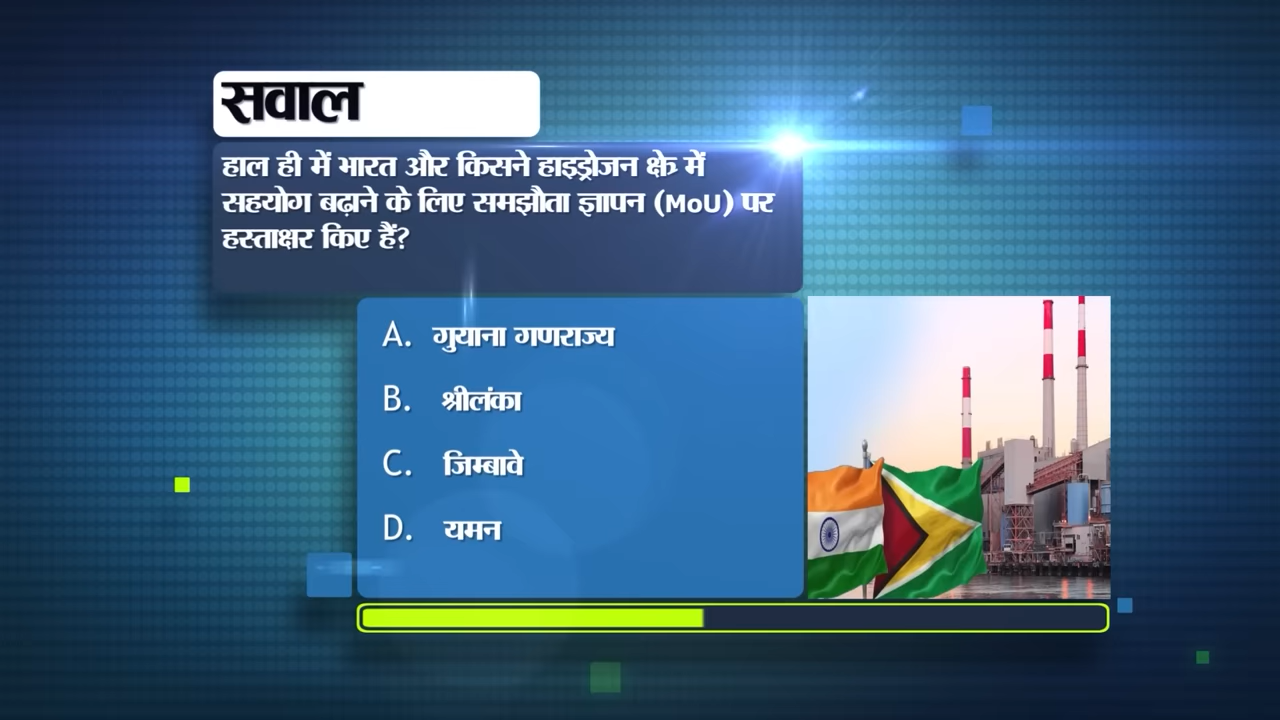 सवाल
हाल ही में भारत और किसने हाइड्रोजन क्षे में
सहयोग बढ़ाने के लिए समझौता ज्ञापन (MoU) पर
हस्ताक्षर किए हैं?
A. गुयाना गणराज्य
B. श्रीलंका
C. जिम्बावे
D. यमन